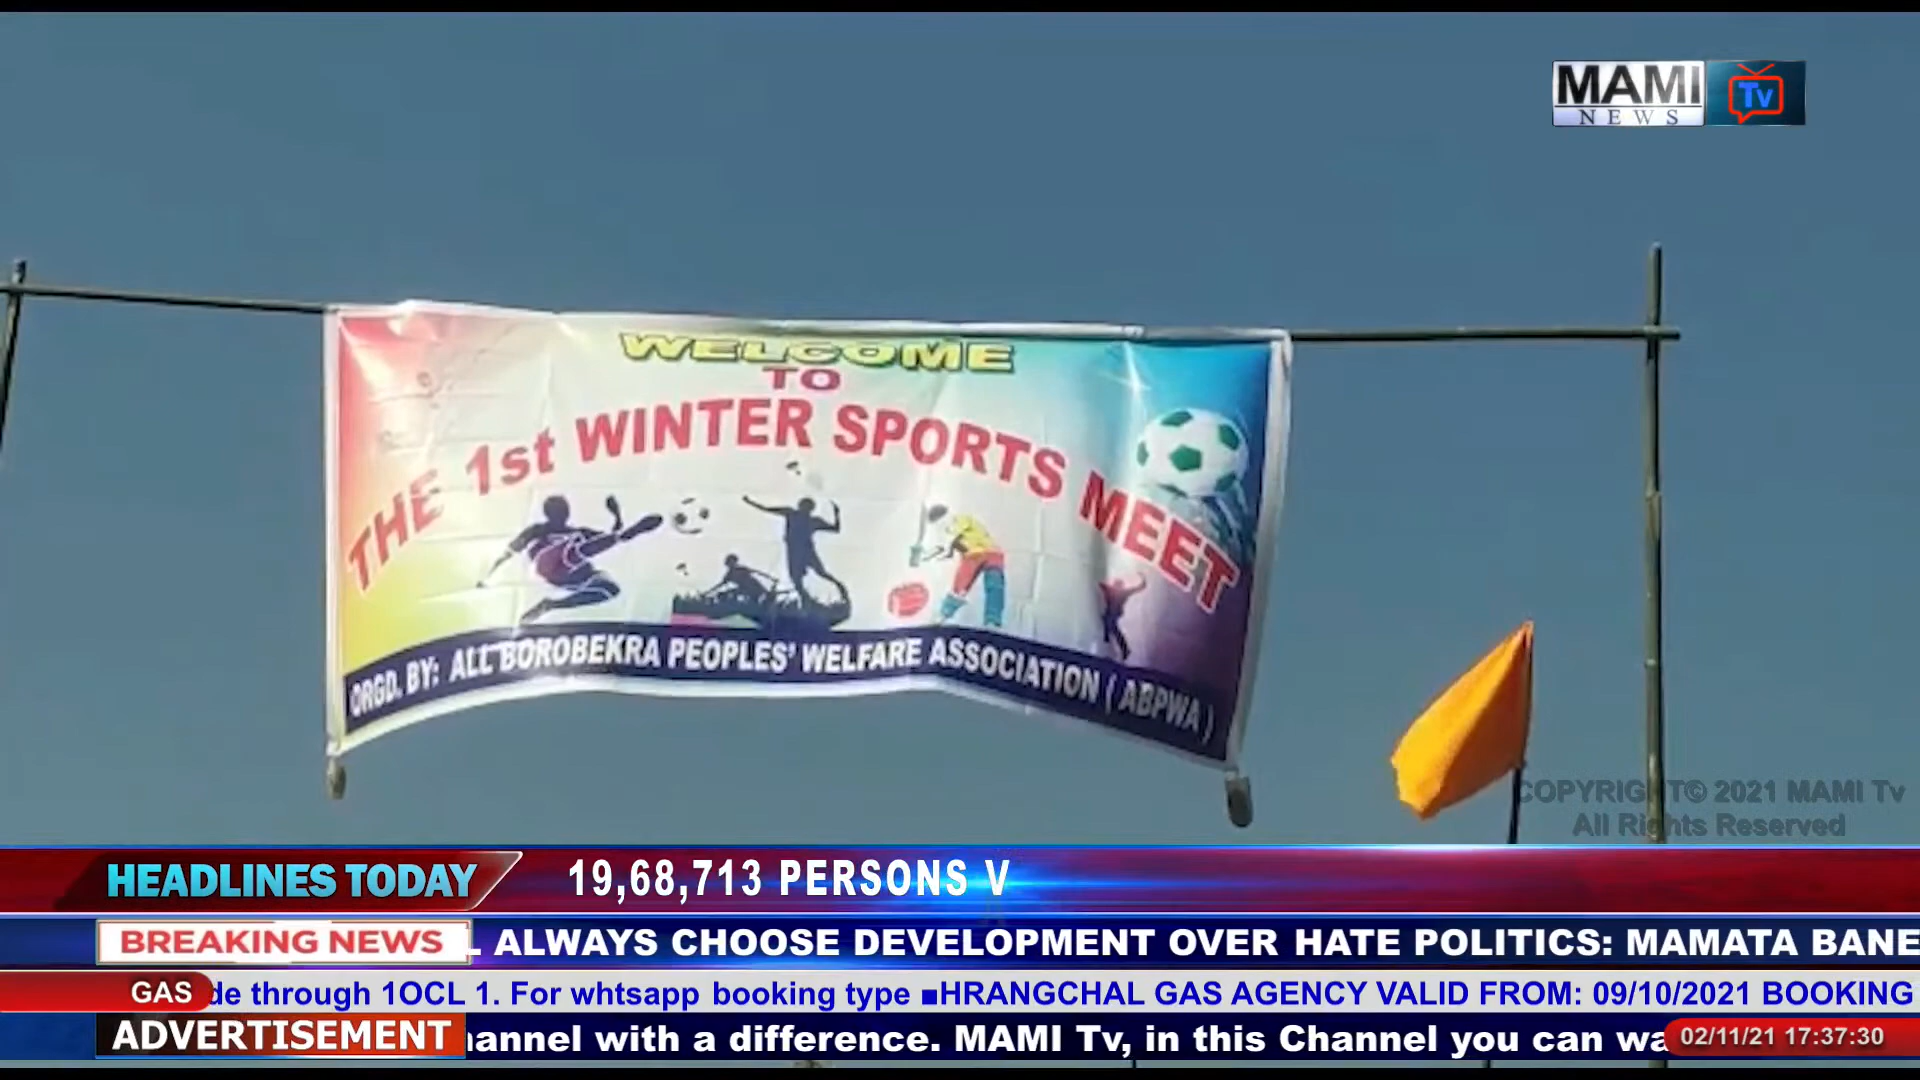 MAMI
NEWS
Tv
WELCOME
TO
THE 1st WINTER SPORTS MEET
ORGD. BY: ALL BOROBEKRA PEOPLES' WELFARE ASSOCIATION ( ABPWA )
COPYRIGHT© 2021 MAMI Tv
All Rights Reserved
HEADLINES TODAY 19,68,713 PERSONS V
BREAKING NEWS L ALWAYS CHOOSE DEVELOPMENT OVER HATE POLITICS: MAMATA BANE
GAS de through 1OCL 1. For whtsapp booking type ■HRANGCHAL GAS AGENCY VALID FROM: 09/10/2021 BOOKING
ADVERTISEMENT hannel with a difference. MAMI Tv, in this Channel you can wa 02/11/21 17:37:30